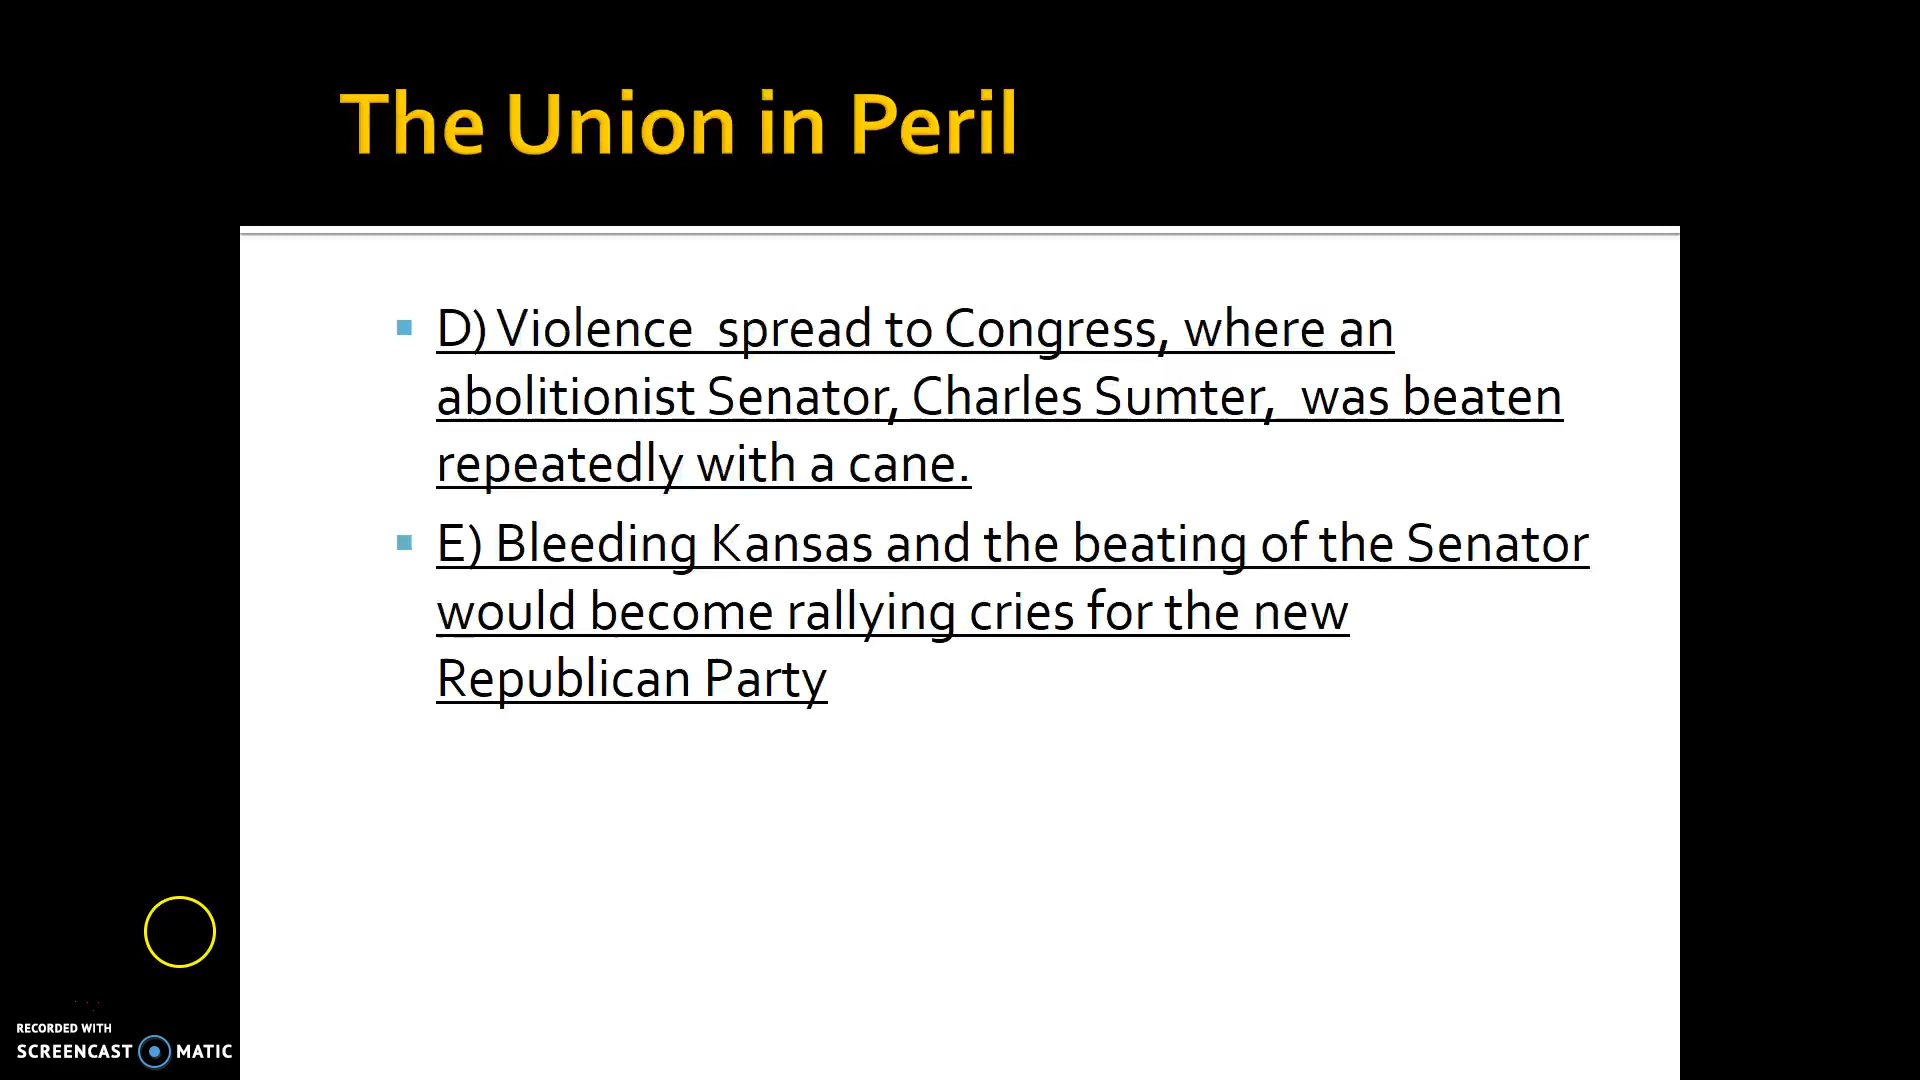 The Union in Peril
D) Violence spread to Congress, where an
abolitionist Senator, Charles Sumter, was beaten
repeatedly with a cane.
E) Bleeding Kansas and the beating of the Senator
would become rallying cries for the new
Republican Party
RECORDED WITH
SCREENCAST MATIC